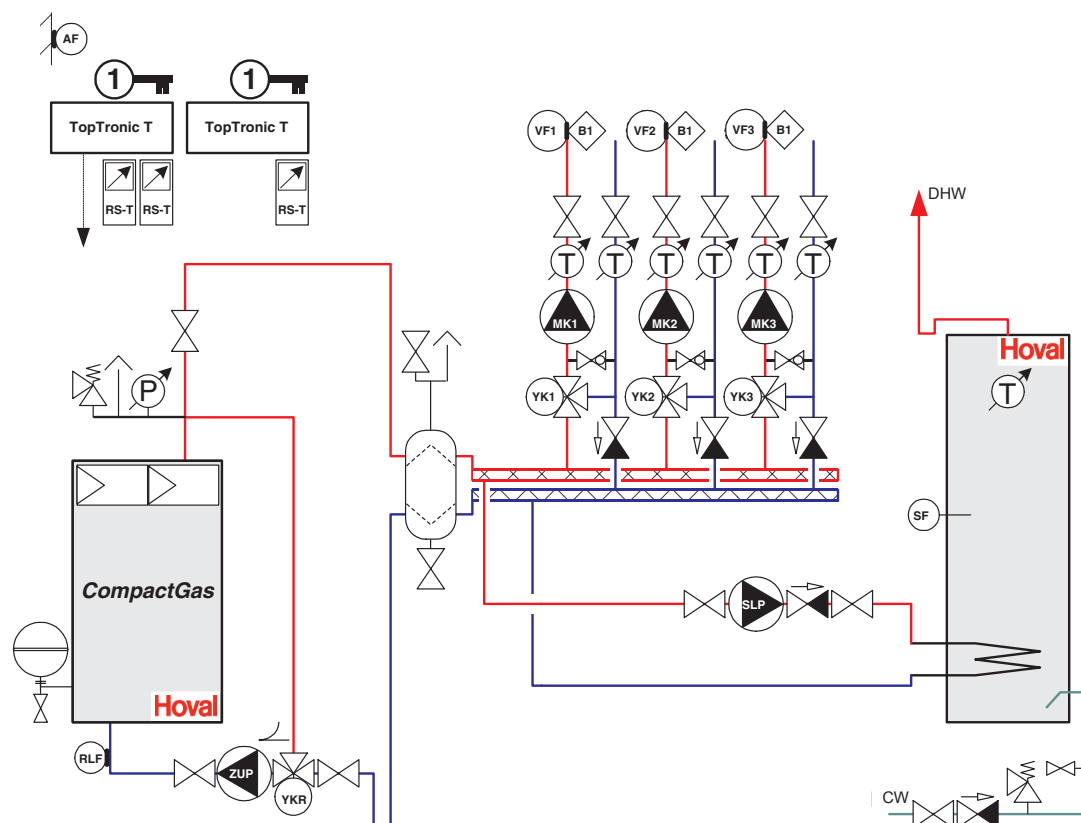 AF
1
1
TopTronic T
TopTronic T
RS-T
RS-T
RS-T
VF1
B1
VF2
B1
VF3
B1
DHW
T
T
T
T
T
T
MK1
MK2
MK3
Hoval
P
T
YK1
YK2
YK3
SF
CompactGas
SLP
Hoval
RLF
ZUP
YKR
CW